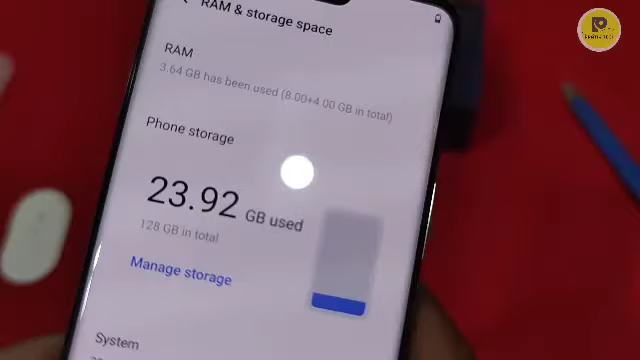 RAM & storage space
RAM
3.64 GB has been used (8.00+4.00 GB in total)
Phone storage
23.92 GB used
128 GB in total
Manage storage
System